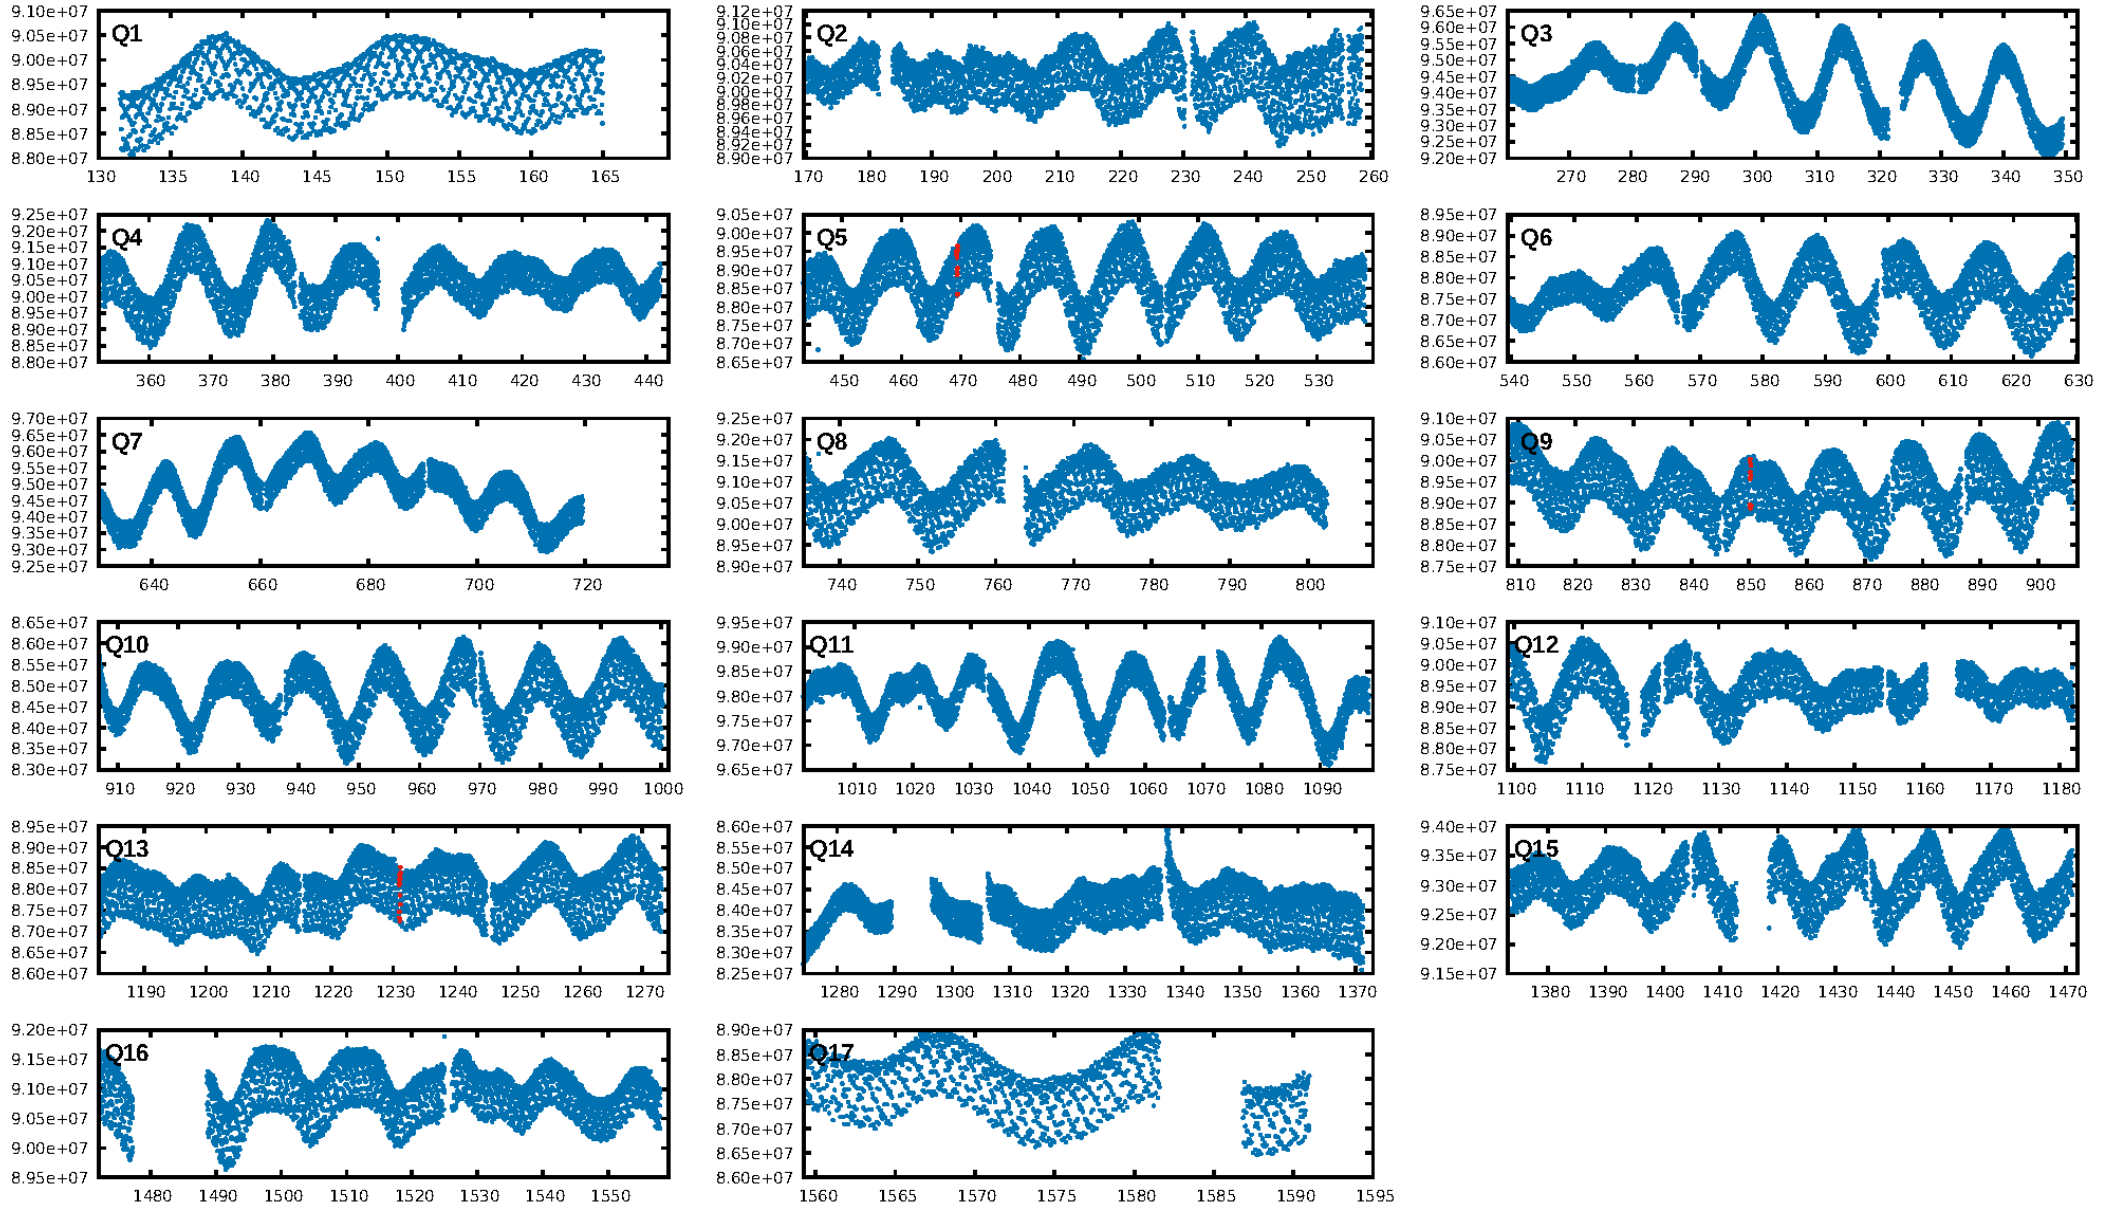 Q1
9.10e+07
9.05e+07
9.00e+07
8.95e+07
8.90e+07
8.85e+07
8.80e+07
130 135 140 145 150 155 160 165
Q2
9.12e+07
9.10e+07
9.08e+07
9.06e+07
9.04e+07
9.02e+07
9.00e+07
8.98e+07
8.96e+07
8.94e+07
8.92e+07
8.90e+07
170 180 190 200 210 220 230 240 250 260
Q3
9.65e+07
9.60e+07
9.55e+07
9.50e+07
9.45e+07
9.40e+07
9.35e+07
9.30e+07
9.25e+07
9.20e+07
270 280 290 300 310 320 330 340 350
Q4
9.25e+07
9.20e+07
9.15e+07
9.10e+07
9.05e+07
9.00e+07
8.95e+07
8.90e+07
8.85e+07
8.80e+07
360 370 380 390 400 410 420 430 440
Q5
9.05e+07
9.00e+07
8.95e+07
8.90e+07
8.85e+07
8.80e+07
8.75e+07
8.70e+07
8.65e+07
450 460 470 480 490 500 510 520 530
Q6
8.95e+07
8.90e+07
8.85e+07
8.80e+07
8.75e+07
8.70e+07
8.65e+07
8.60e+07
540 550 560 570 580 590 600 610 620 630
Q7
9.70e+07
9.65e+07
9.60e+07
9.55e+07
9.50e+07
9.45e+07
9.40e+07
9.35e+07
9.30e+07
9.25e+07
640 660 680 700 720
Q8
9.25e+07
9.20e+07
9.15e+07
9.10e+07
9.05e+07
9.00e+07
8.95e+07
8.90e+07
740 750 760 770 780 790 800
Q9
9.10e+07
9.05e+07
9.00e+07
8.95e+07
8.90e+07
8.85e+07
8.80e+07
8.75e+07
810 820 830 840 850 860 870 880 890 900
Q10
8.65e+07
8.60e+07
8.55e+07
8.50e+07
8.45e+07
8.40e+07
8.35e+07
8.30e+07
910 920 930 940 950 960 970 980 990 1000
Q11
9.95e+07
9.90e+07
9.85e+07
9.80e+07
9.75e+07
9.70e+07
9.65e+07
1010 1020 1030 1040 1050 1060 1070 1080 1090
Q12
9.10e+07
9.05e+07
9.00e+07
8.95e+07
8.90e+07
8.85e+07
8.80e+07
8.75e+07
1100 1110 1120 1130 1140 1150 1160 1170 1180
Q13
8.95e+07
8.90e+07
8.85e+07
8.80e+07
8.75e+07
8.70e+07
8.65e+07
8.60e+07
1190 1200 1210 1220 1230 1240 1250 1260 1270
Q14
8.60e+07
8.55e+07
8.50e+07
8.45e+07
8.40e+07
8.35e+07
8.30e+07
8.25e+07
1280 1290 1300 1310 1320 1330 1340 1350 1360 1370
Q15
9.40e+07
9.35e+07
9.30e+07
9.25e+07
9.20e+07
9.15e+07
1380 1390 1400 1410 1420 1430 1440 1450 1460 1470
Q16
9.20e+07
9.15e+07
9.10e+07
9.05e+07
9.00e+07
8.95e+07
1480 1490 1500 1510 1520 1530 1540 1550
Q17
8.90e+07
8.85e+07
8.80e+07
8.75e+07
8.70e+07
8.65e+07
8.60e+07
1560 1565 1570 1575 1580 1585 1590 1595